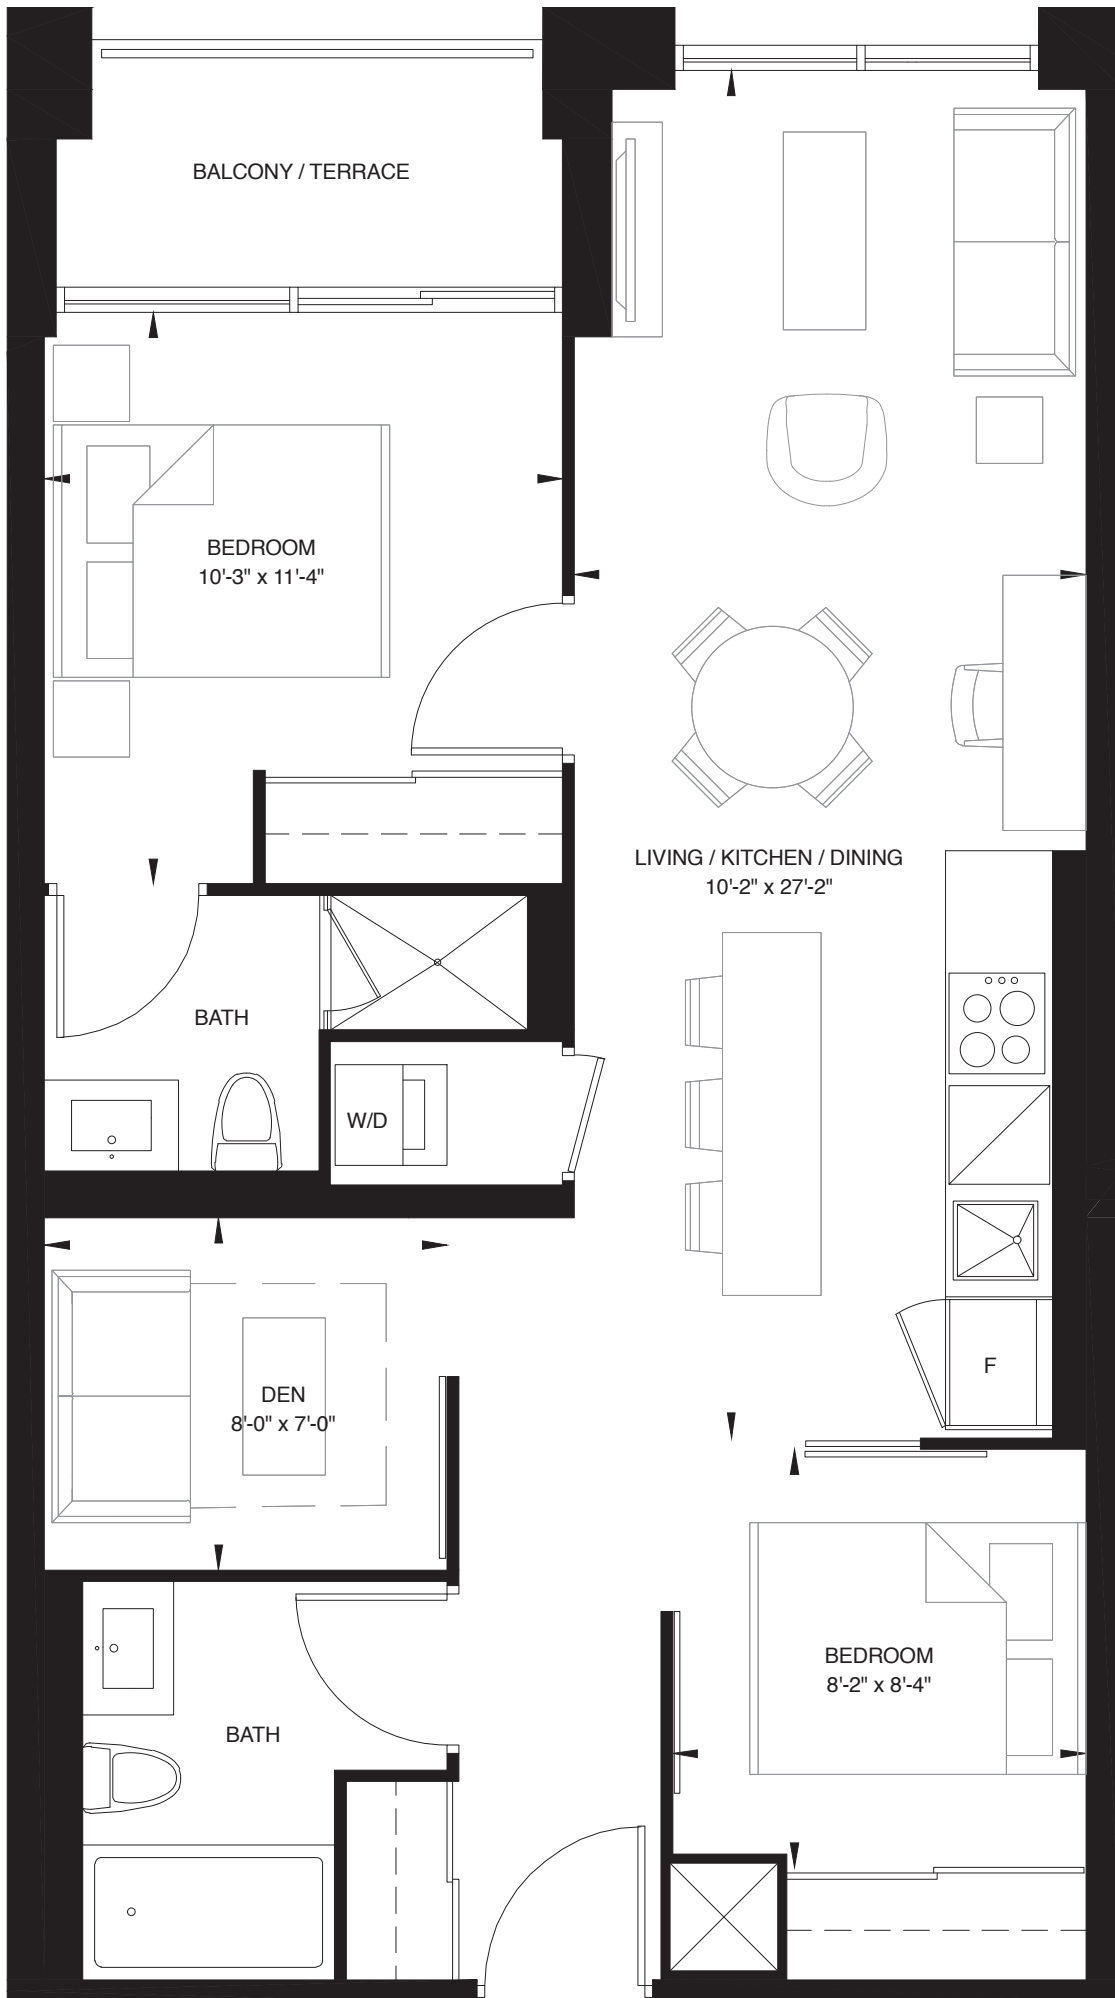 BALCONY / TERRACE
BEDROOM
10'-3" x 11'-4"
LIVING / KITCHEN / DINING
10'-2" x 27'-2"
BATH
W/D
DEN
8'-0" x 7'-0"
F
BEDROOM
8'-2" x 8'-4"
BATH